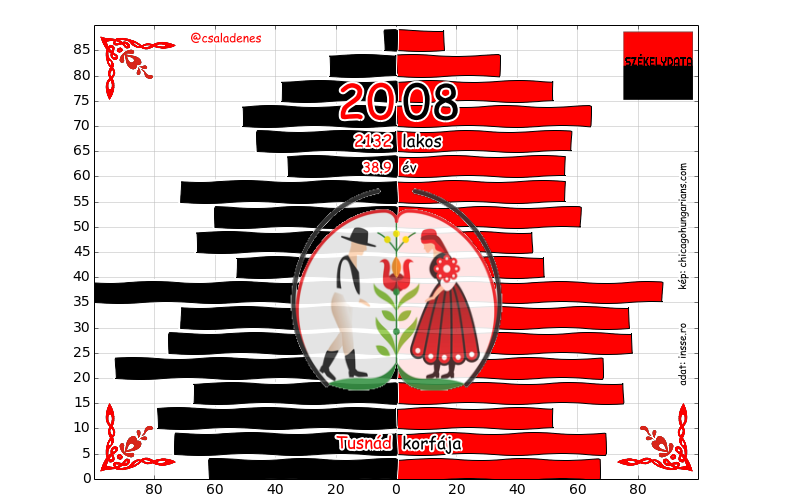 @csaladenes
SZÉKELYDATA
2008
2132 lakos
38.9 év
kép: chicagohungarians.com
adat: insse.ro
Tusnád korfája
85
80
75
70
65
60
55
50
45
40
35
30
25
20
15
10
5
0
80 60 40 20 0 20 40 60 80